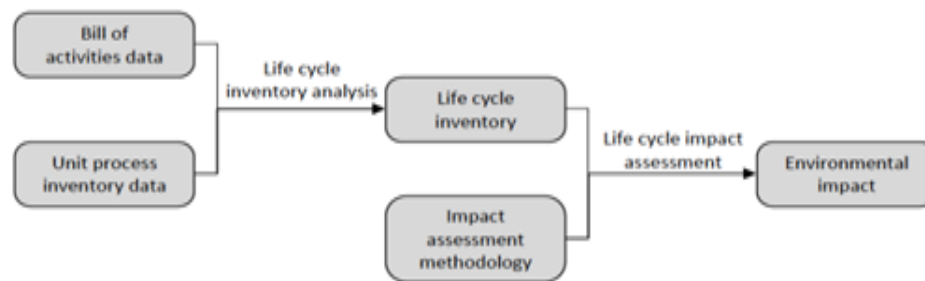 Bill of
activities data
Life cycle
inventory analysis
Unit process
inventory data
Life cycle
inventory
Life cycle impact
assessment
Impact
assessment
methodology
Environmental
impact